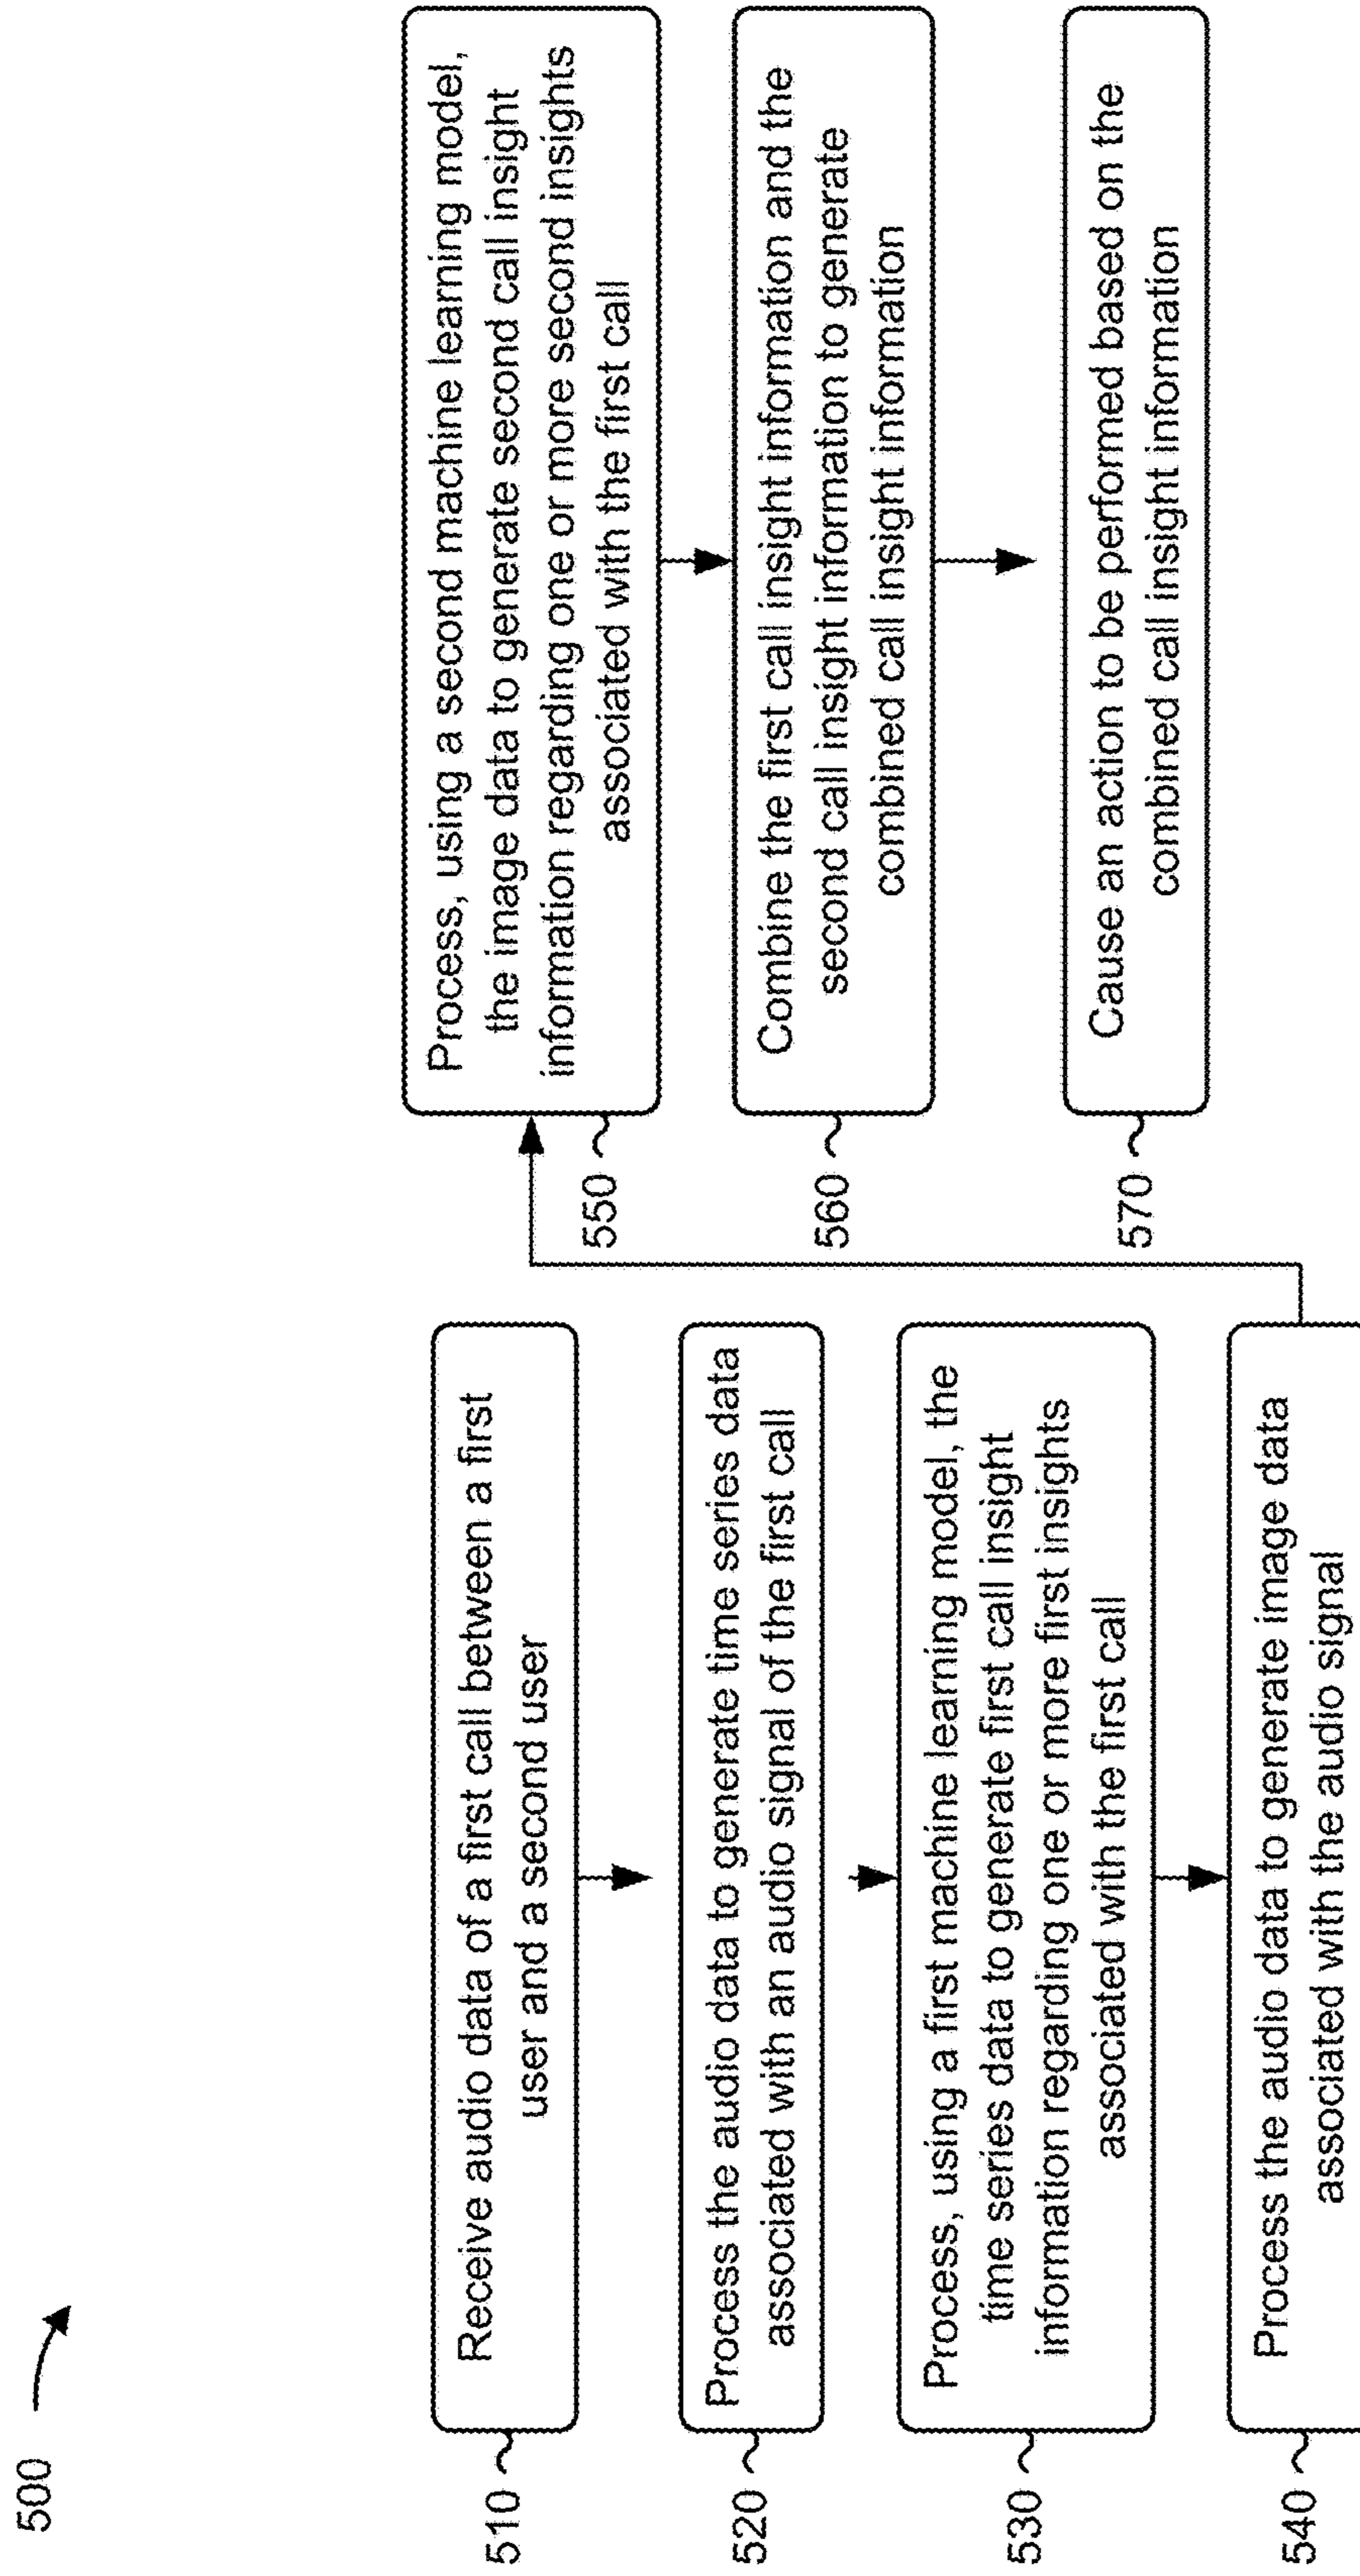 500
510
Receive audio data of a first call between a first
user and a second user
520
Process the audio data to generate time series data
associated with an audio signal of the first call
530
Process, using a first machine learning model, the
time series data to generate first call insight
information regarding one or more first insights
associated with the first call
540
Process the audio data to generate image data
associated with the audio signal
550
Process, using a second machine learning model,
the image data to generate second call insight
information regarding one or more second insights
associated with the first call
560
Combine the first call insight information and the
second call insight information to generate
combined call insight information
570
Cause an action to be performed based on the
combined call insight information